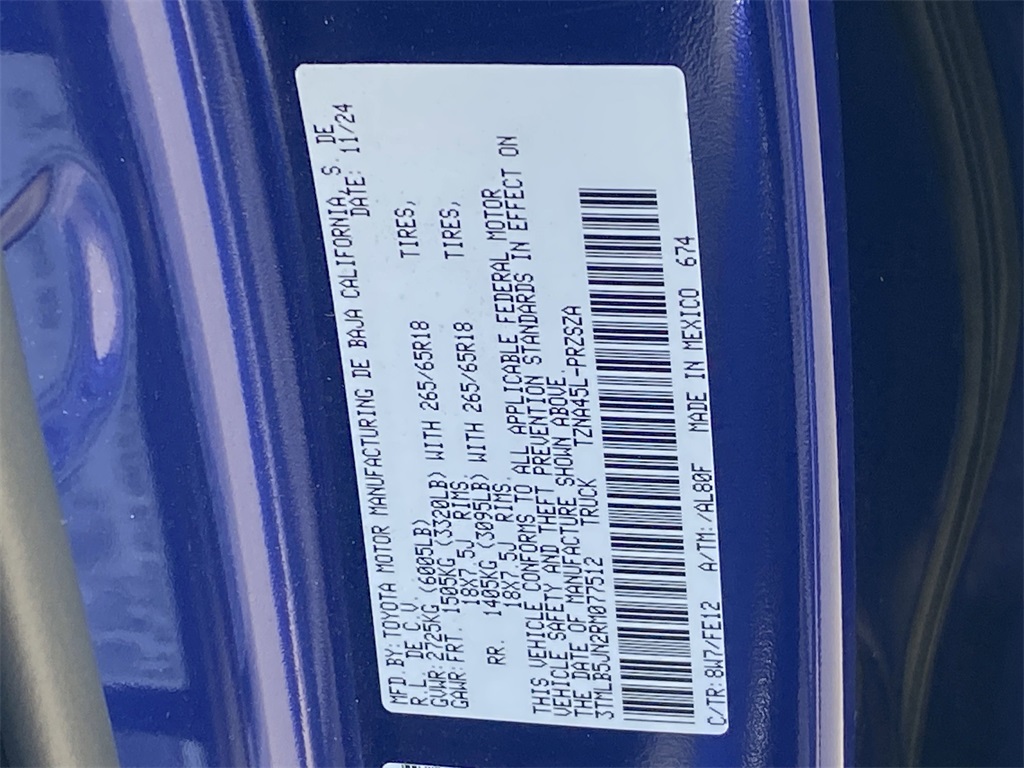 MFD.BY:TOYOTA MOTOR MANUFACTURING DE BAJA CALIFORNIA, S. DE
R.L. DE C.V. DATE: 11/24
GVWR:2725KG (6005LB)
GAWR:FRT. 1505KG (3320LB) WITH 265/65R18 TIRES,
18X7.5J RIMS.
RR. 1405KG (3095LB) WITH 265/65R18 TIRES,
18X7.5J RIMS.
THIS VEHICLE CONFORMS TO ALL APPLICABLE FEDERAL MOTOR
VEHICLE SAFETY AND THEFT PREVENTION STANDARDS IN EFFECT ON
THE DATE OF MANUFACTURE SHOWN ABOVE.
3TMLB5JN2RM077512 TRUCK TZNA45L-PRZSZA
C/TR:8W7/FE12 A/TM:/AL80F MADE IN MEXICO 674